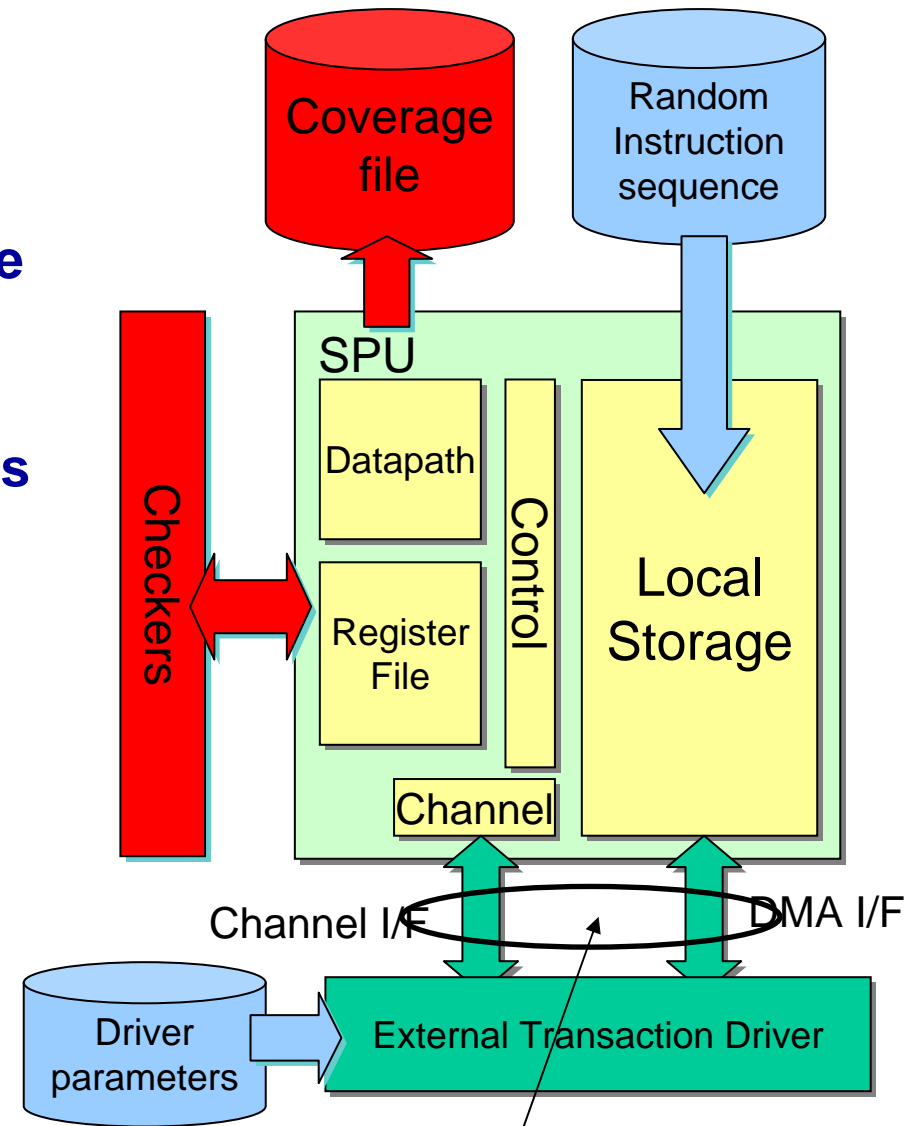 Coverage
file
Random
Instruction
sequence
e
s
SPU
Datapath
Control
Local
Storage
Checkers
Register
File
Channel
Channel I/F
DMA I/F
Driver
parameters
External Transaction Driver